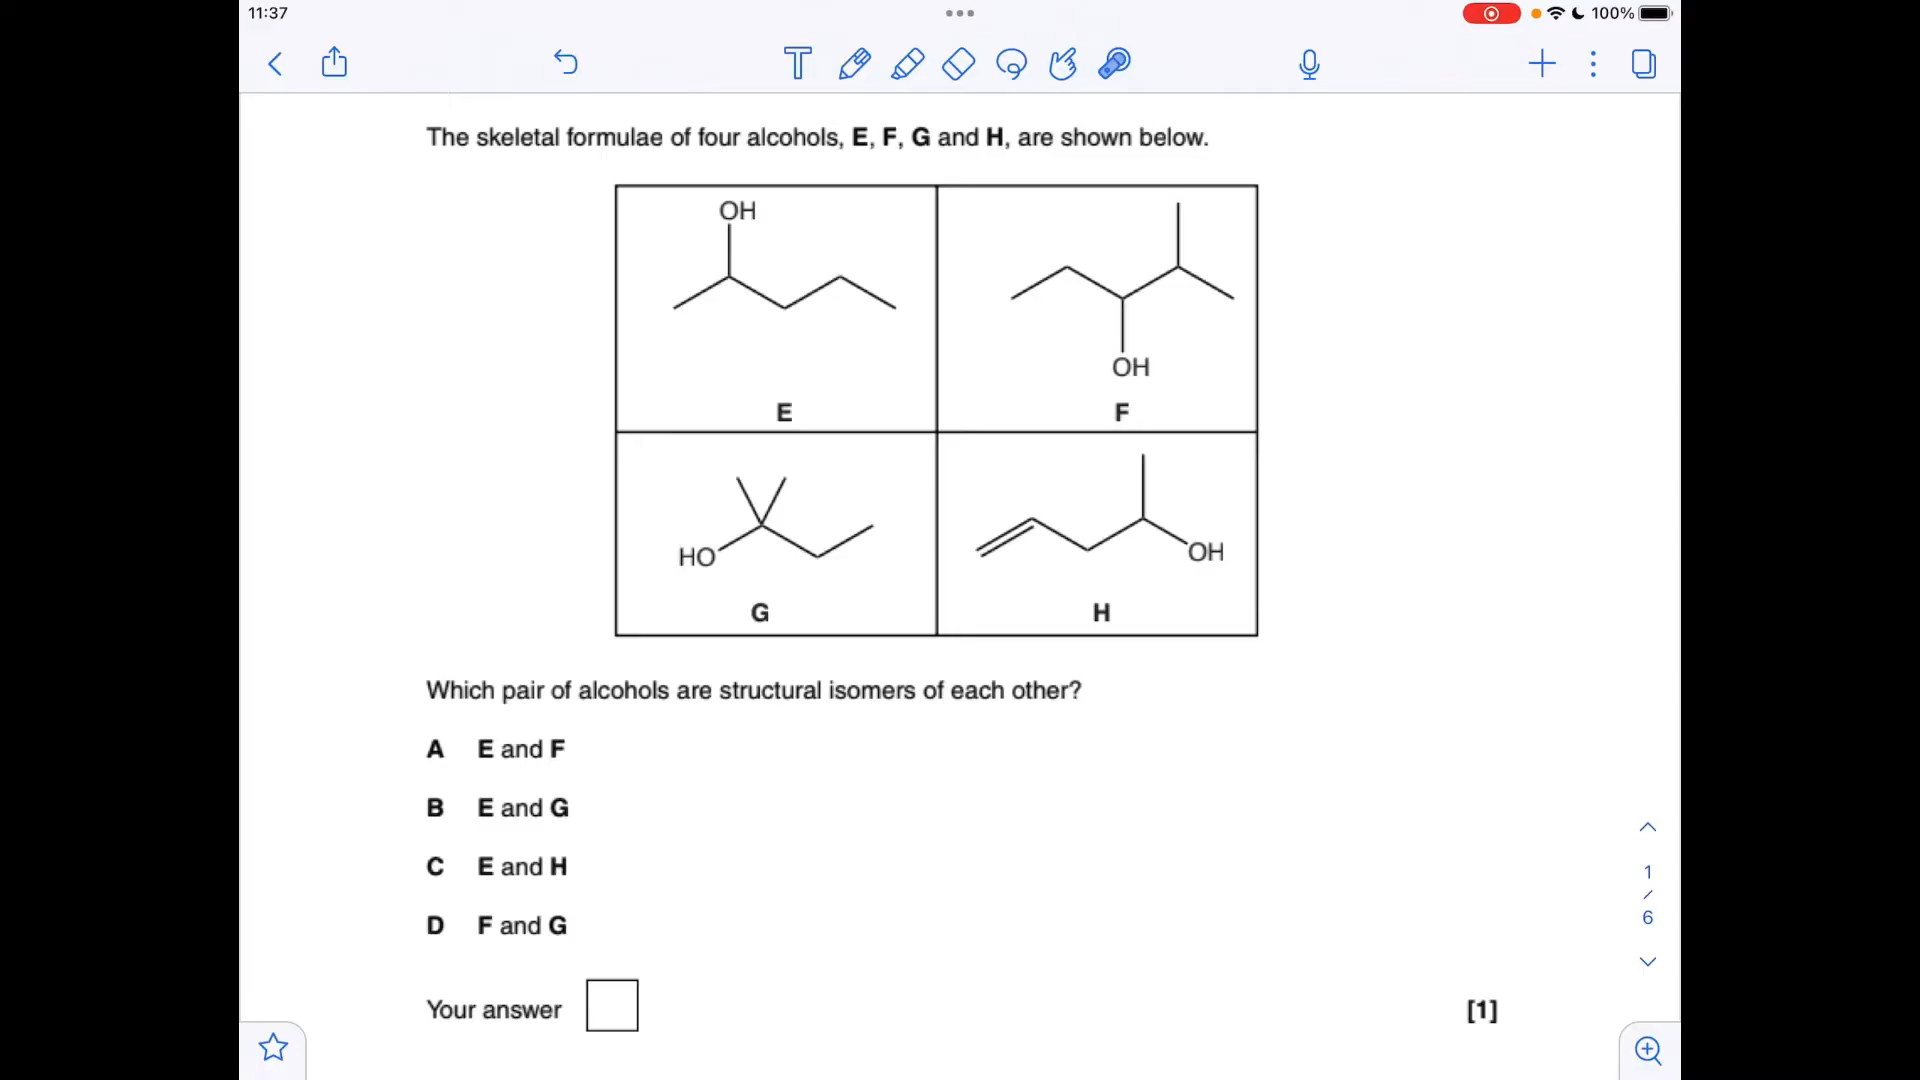 11:37
100%
The skeletal formulae of four alcohols, E, F, G and H, are shown below.
OH
OH
E
F
HO
OH
G
H
Which pair of alcohols are structural isomers of each other?
A E and F
B E and G
C E and H
D F and G
1
/
6
Your answer
[1]